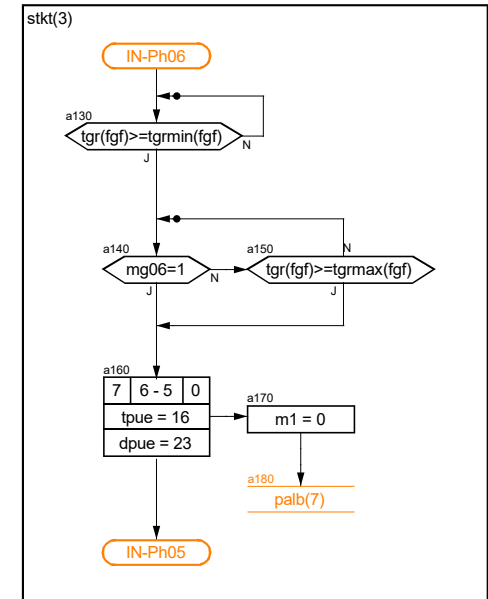 stkt(3)
IN-Ph06
a130
tgr(fgf)>=tgrmin(fgf)
N
J
a140
mg06=1
N
J
a150
N
tgr(fgf)>=tgrmax(fgf)
J
a160
7 6 - 5 0
tpue = 16
dpue = 23
a170
m1 = 0
a180
palb(7)
IN-Ph05